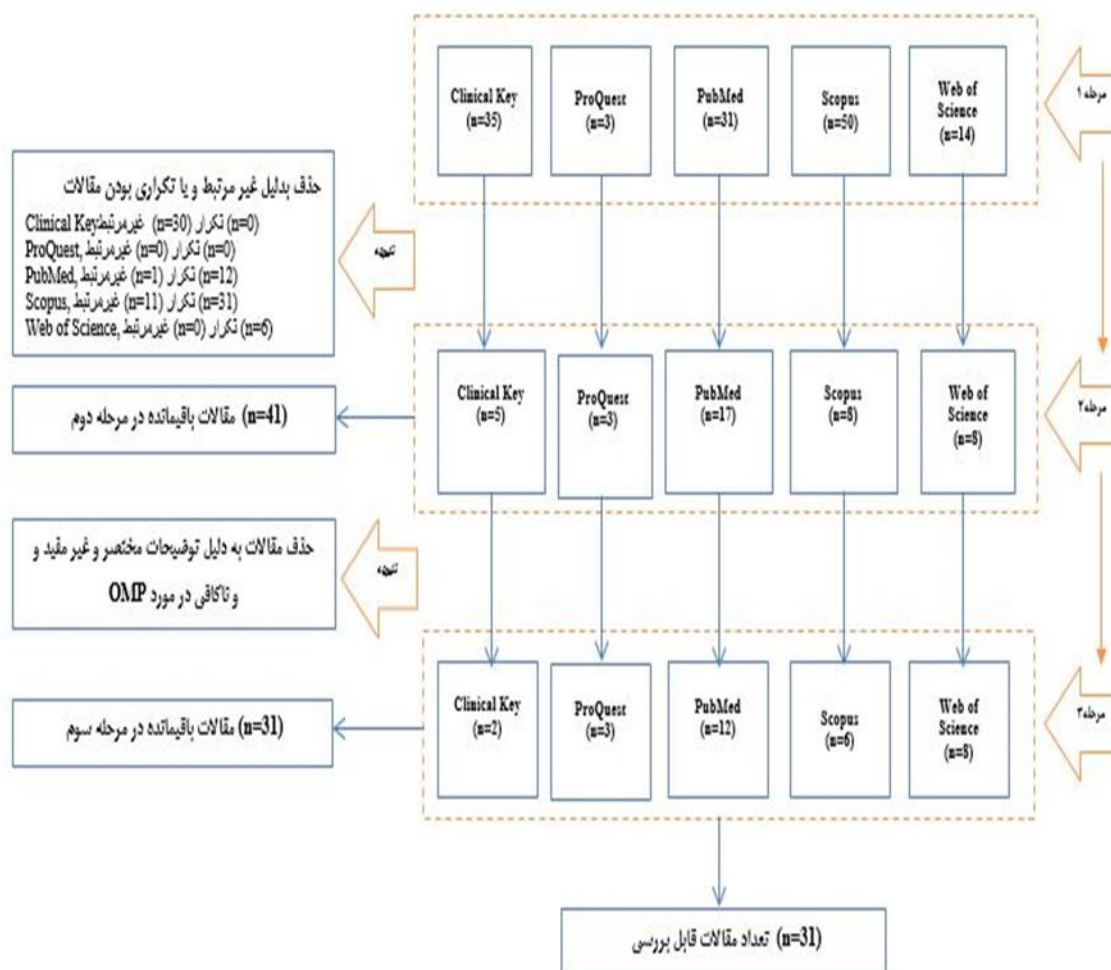 Clinical Key
(n=35)
ProQuest
(n=3)
PubMed
(n=31)
Scopus
(n=50)
Web of
Science
(n=14)
مرحله ۱
حذف بدلیل غیر مرتبط و یا تکراری بودن مقالات
Clinical Key غیرمرتبط (n=30) تکرار (n=0)
ProQuest, غیرمرتبط (n=0) تکرار (n=0)
PubMed, غیرمرتبط (n=1) تکرار (n=12)
Scopus, غیرمرتبط (n=11) تکرار (n=31)
Web of Science, غیرمرتبط (n=0) تکرار (n=6)
نتیجه
Clinical Key
(n=5)
ProQuest
(n=3)
PubMed
(n=17)
Scopus
(n=8)
Web of
Science
(n=8)
مرحله۲
مقالات باقیمانده در مرحله دوم (n=41)
حذف مقالات به دلیل توضیحات مختصر و غیر مفید و
و ناکافی در مورد OMP
نتیجه
Clinical Key
(n=2)
ProQuest
(n=3)
PubMed
(n=12)
Scopus
(n=6)
Web of
Science
(n=8)
مرحله۳
مقالات باقیمانده در مرحله سوم (n=31)
تعداد مقالات قابل بررسی (n=31)